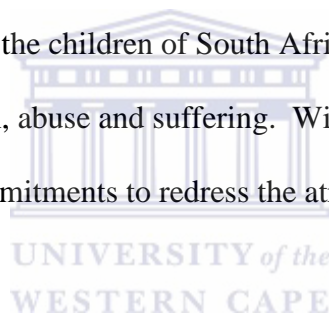 the children of South Afri
, abuse and suffering. Wi
mitments to redress the at
UNIVERSITY of the
WESTERN CAPE